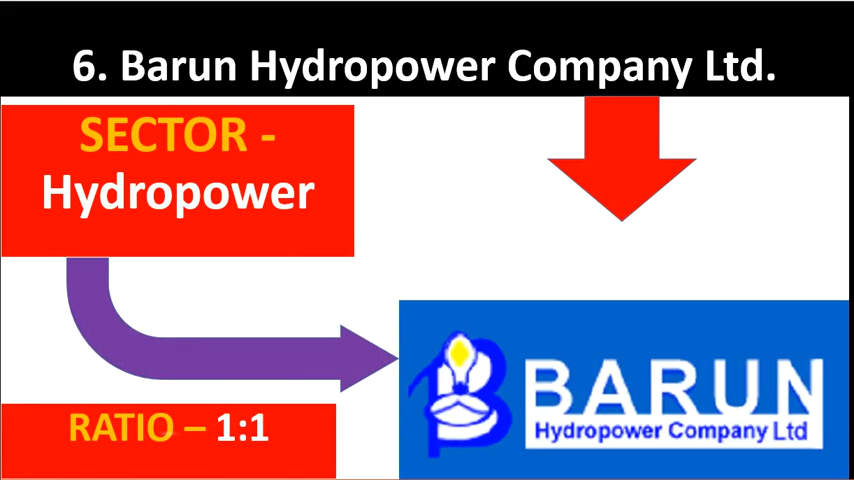 6. Barun Hydropower Company Ltd.
SECTOR -
Hydropower
RATIO – 1:1
BARUN
Hydropower Company Ltd